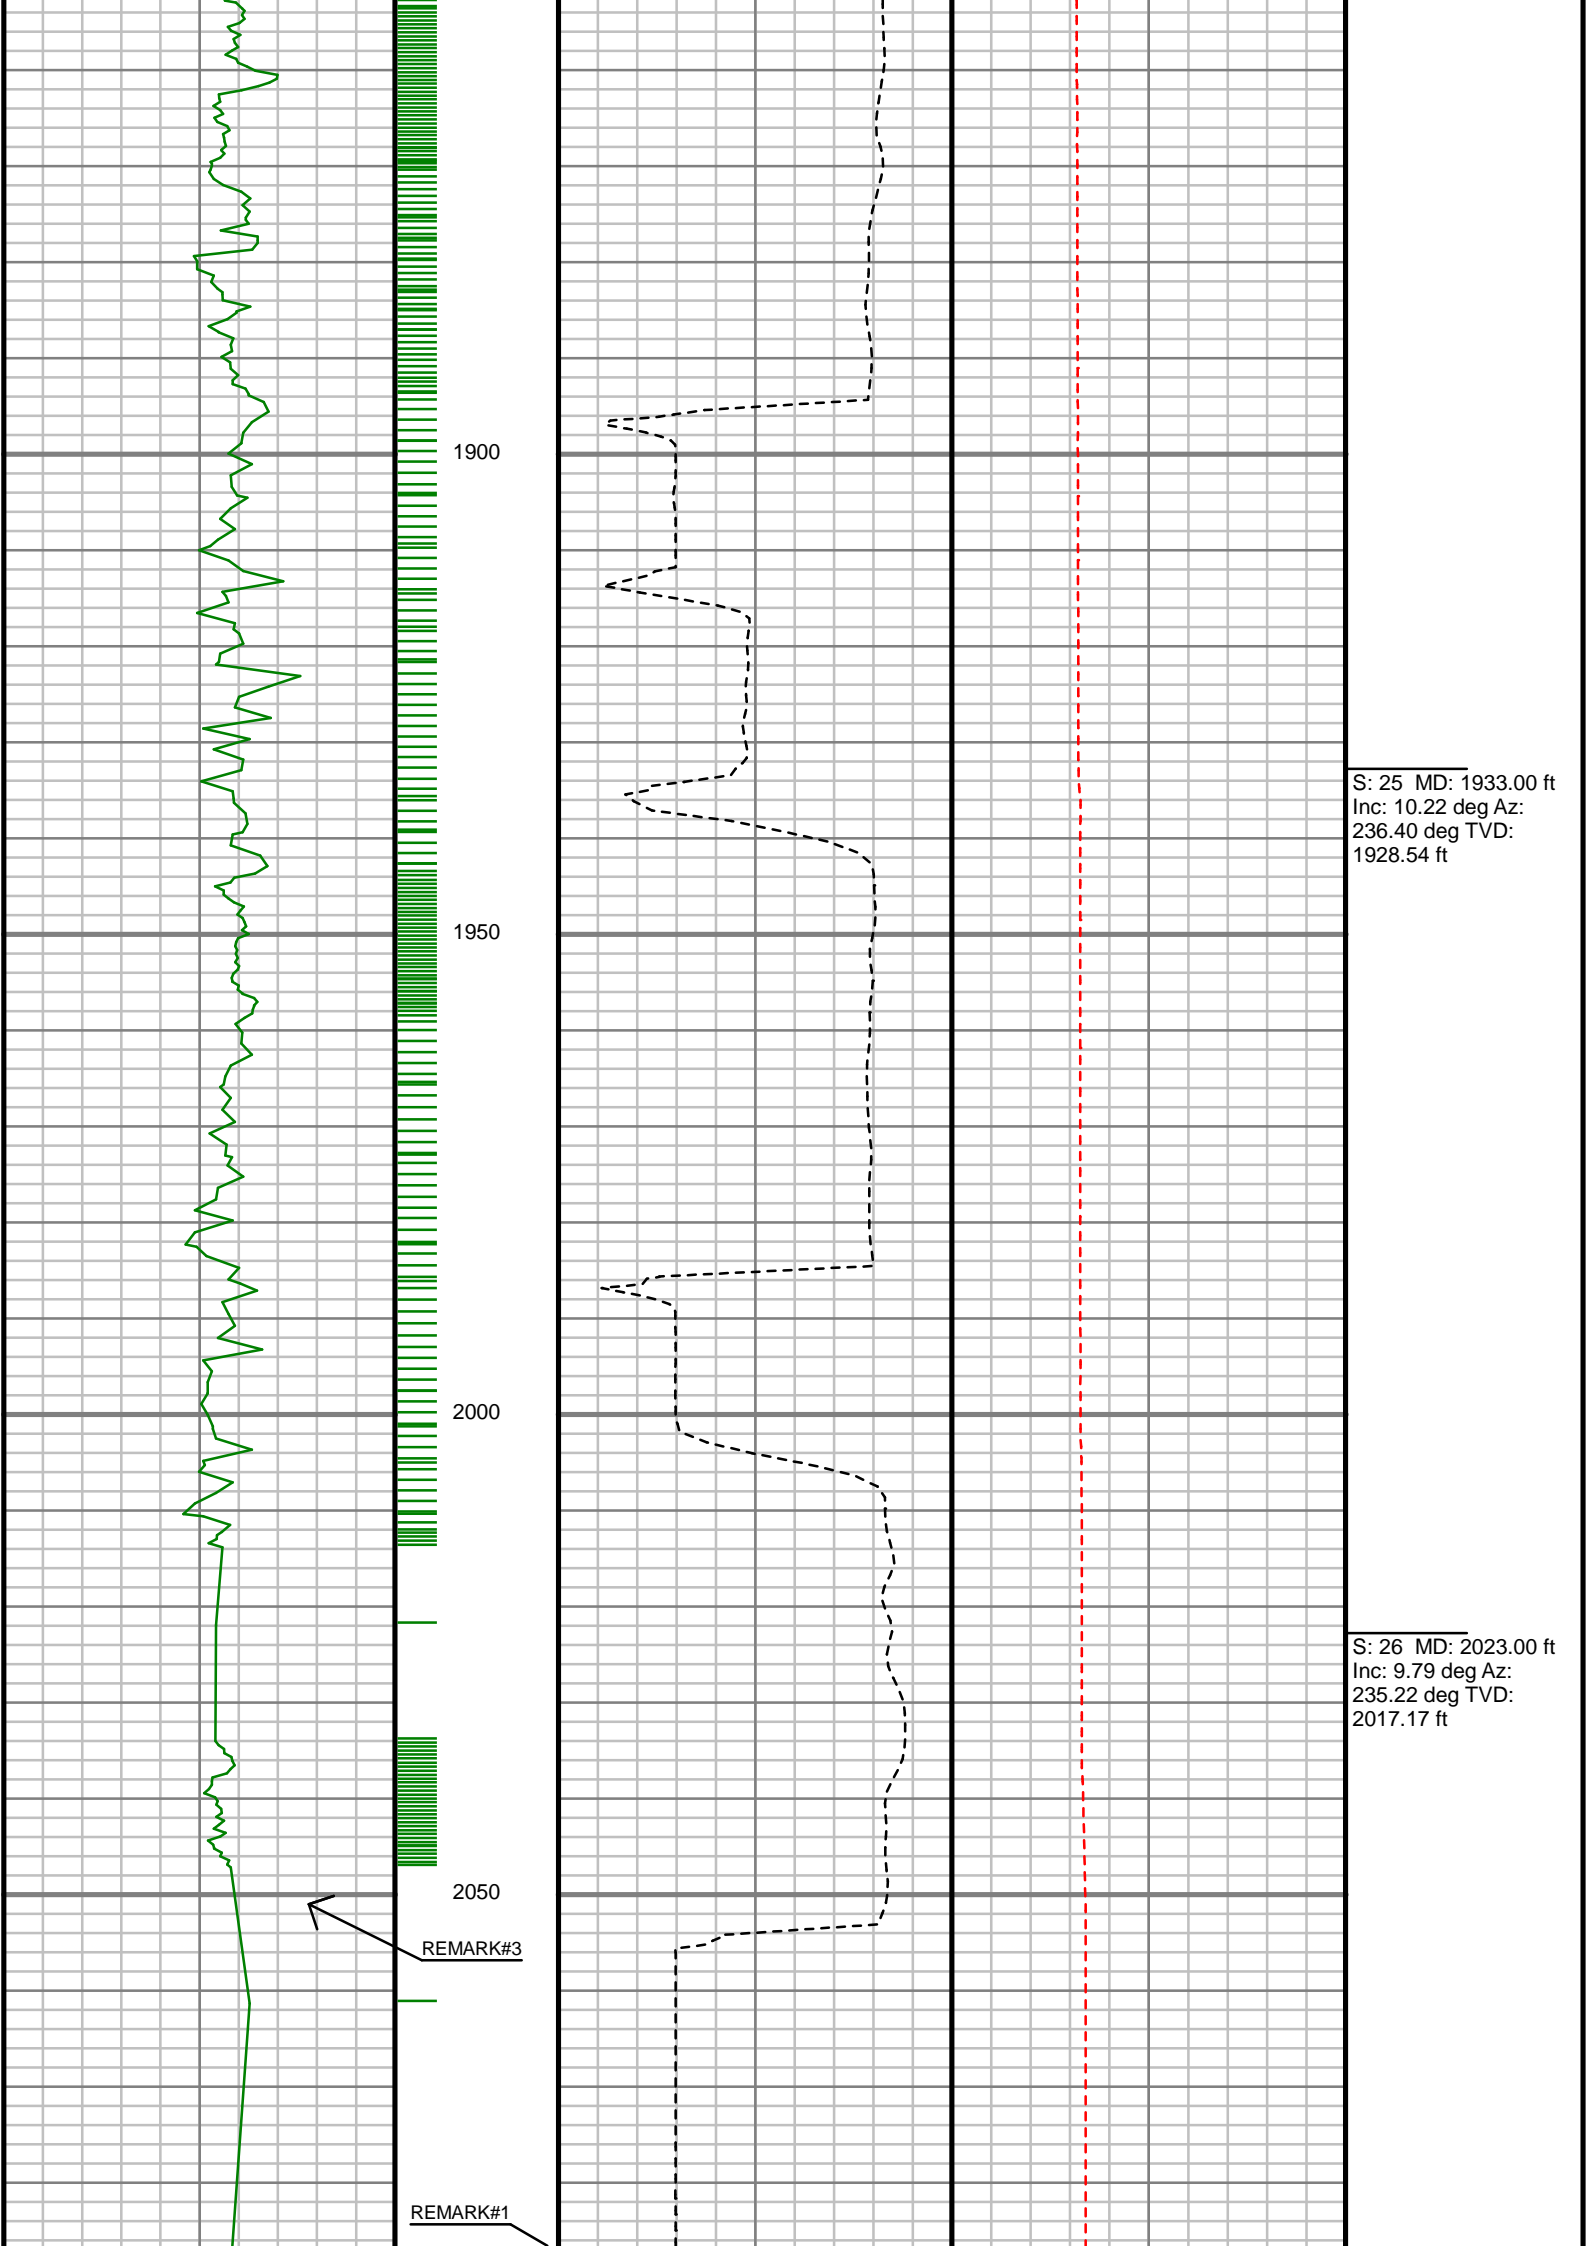 1900
S: 25  MD: 1933.00 ft
Inc: 10.22 deg Az:
236.40 deg TVD:
1928.54 ft
1950
2000
S: 26  MD: 2023.00 ft
Inc: 9.79 deg Az:
235.22 deg TVD:
2017.17 ft
2050
REMARK#3
REMARK#1